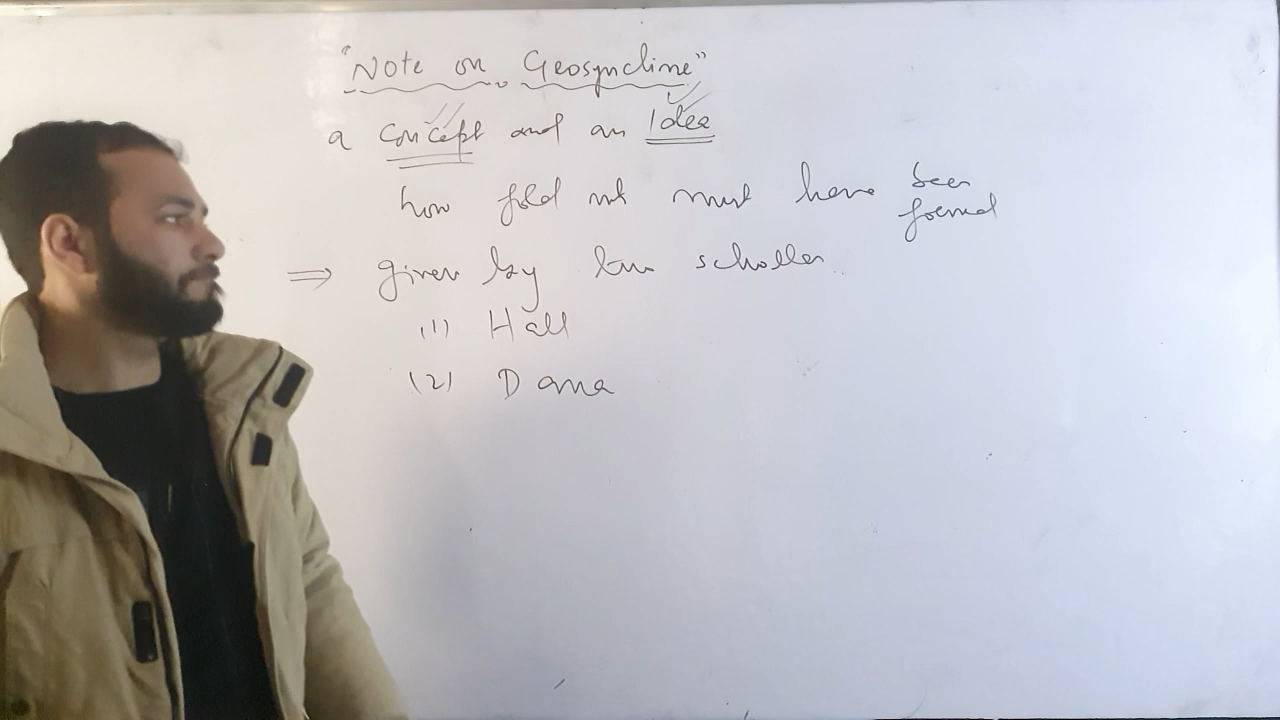 "Note on Geosyncline"
a concept and an Idea
how fold mt must have been formed
⇒ given by two scholler
(1) Hall
(2) Dana